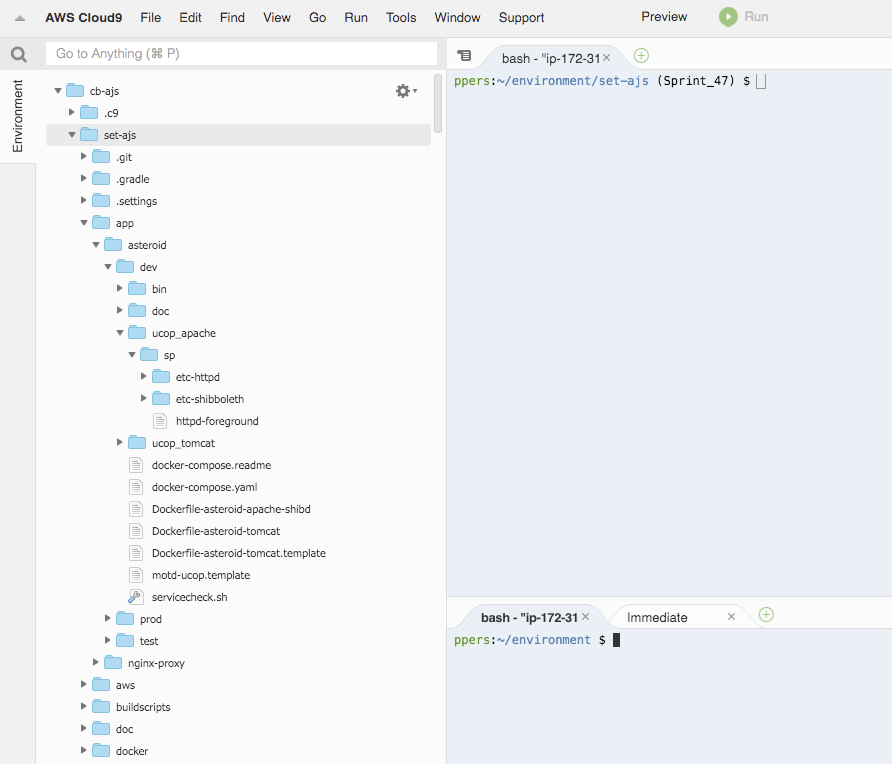 AWS Cloud9 File Edit Find View Go Run Tools Window Support Preview Run
Go to Anything (⌘ P)
Environment
cb-ajs
.c9
set-ajs
.git
.gradle
.settings
app
asteroid
dev
bin
doc
ucop_apache
sp
etc-httpd
etc-shibboleth
httpd-foreground
ucop_tomcat
docker-compose.readme
docker-compose.yaml
Dockerfile-asteroid-apache-shibd
Dockerfile-asteroid-tomcat
Dockerfile-asteroid-tomcat.template
motd-ucop.template
servicecheck.sh
prod
test
nginx-proxy
aws
buildscripts
doc
docker
bash - "ip-172-31
ppers:~/environment/set-ajs (Sprint_47) $
bash - "ip-172-31 Immediate
ppers:~/environment $